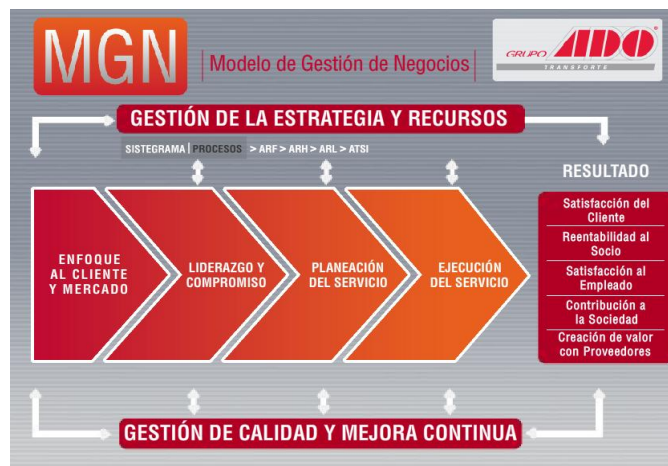 MGN
Modelo de Gestión de Negocios
GRUPO ADO
TRANSPORTE
GESTIÓN DE LA ESTRATEGIA Y RECURSOS
SISTEGRAMA | PROCESOS > ARF > ARH > ARL > ATSI
ENFOQUE
AL CLIENTE
Y MERCADO
LIDERAZGO Y
COMPROMISO
PLANEACIÓN
DEL SERVICIO
EJECUCIÓN
DEL SERVICIO
RESULTADO
Satisfacción del
Cliente
Reentabilidad al
Socio
Satisfacción al
Empleado
Contribución a
la Sociedad
Creación de valor
con Proveedores
GESTIÓN DE CALIDAD Y MEJORA CONTINUA